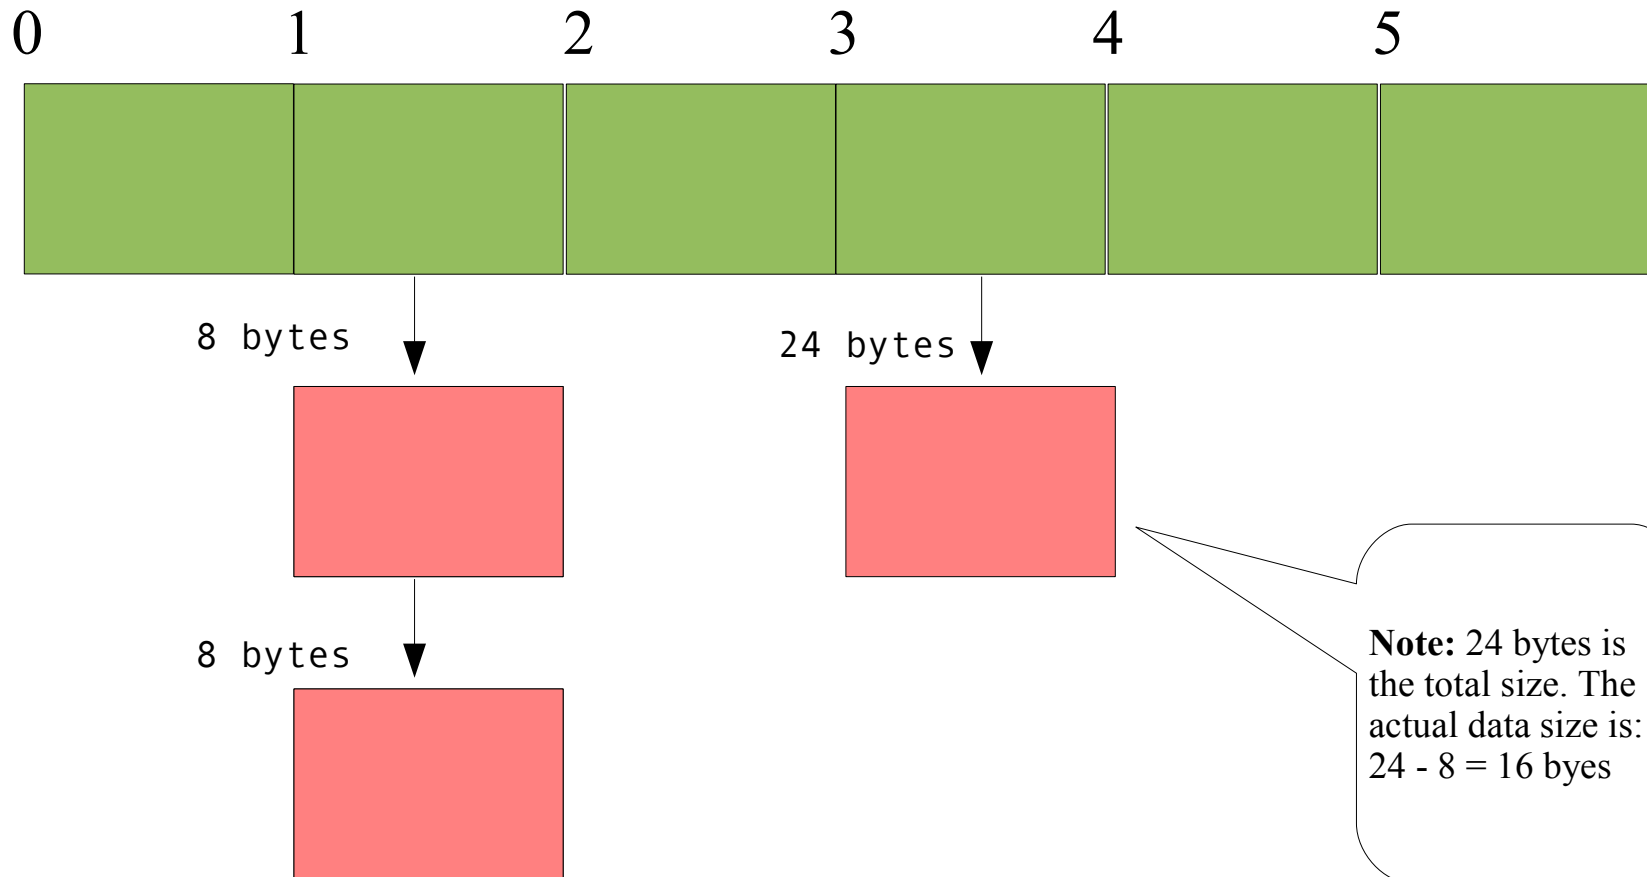 0 1 2 3 4 5
8 bytes 24 bytes
8 bytes
Note: 24 bytes is
the total size. The
actual data size is:
24 - 8 = 16 byes